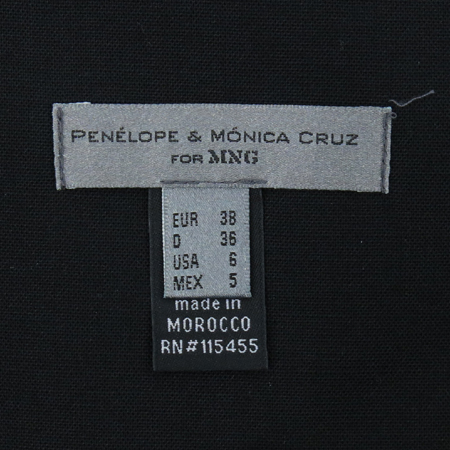 PENÉLOPE & MÓNICA CRUZ
FOR MNG
EUR 38
D 36
USA 6
MEX 5
made in
MOROCCO
RN#115455